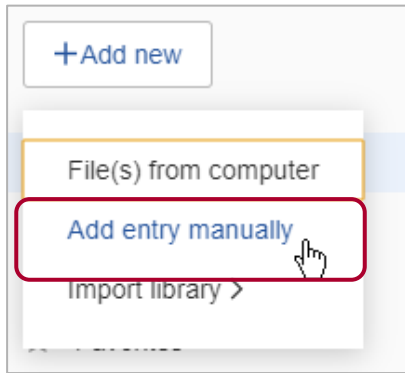 +Add new
File(s) from computer
Add entry manually
Import library >